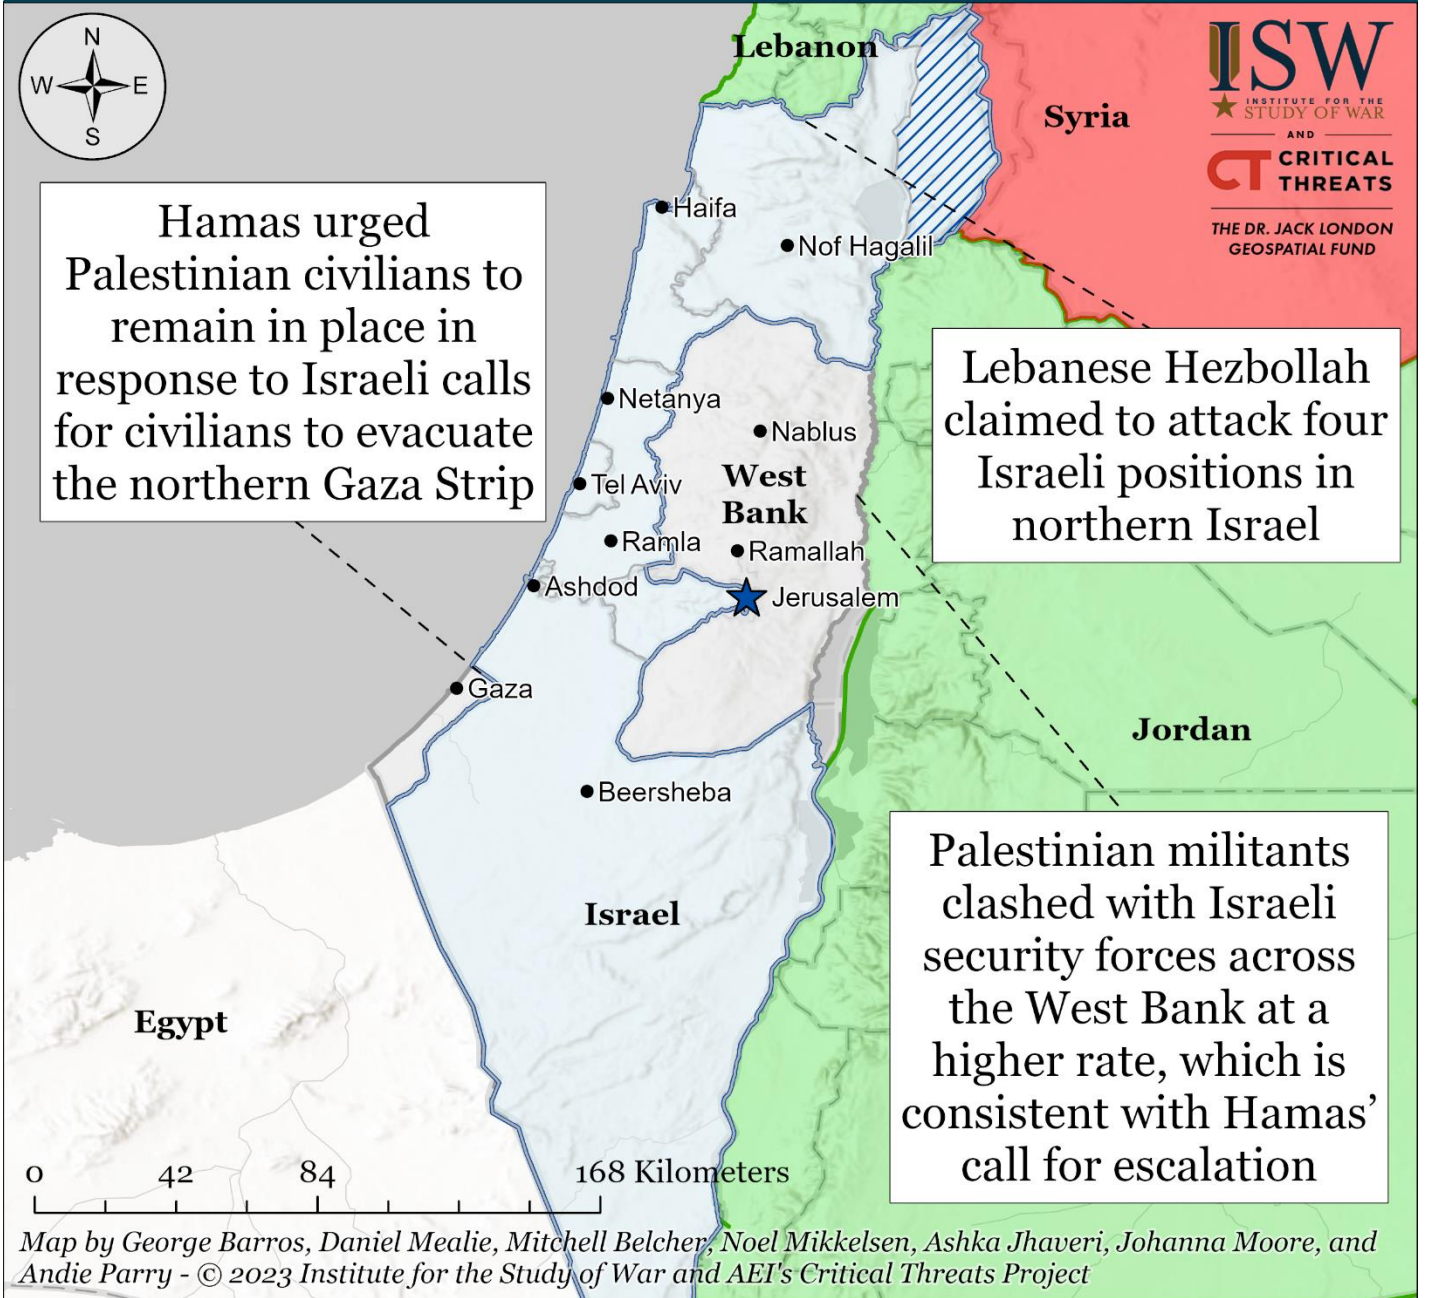 N
W
E
S
Lebanon
Syria
ISW
INSTITUTE FOR THE
STUDY OF WAR
AND
CT CRITICAL
THREATS
THE DR. JACK LONDON
GEOSPATIAL FUND
Hamas urged
Palestinian civilians to
remain in place in
response to Israeli calls
for civilians to evacuate
the northern Gaza Strip
Haifa
Nof Hagalil
Lebanese Hezbollah
claimed to attack four
Israeli positions in
northern Israel
Netanya
Nablus
Tel Aviv
West
Bank
Ramla
Ramallah
Ashdod
Jerusalem
Gaza
Jordan
Beersheba
Israel
Egypt
Palestinian militants
clashed with Israeli
security forces across
the West Bank at a
higher rate, which is
consistent with Hamas’
call for escalation
0 42 84 168 Kilometers
Map by George Barros, Daniel Mealie, Mitchell Belcher, Noel Mikkelsen, Ashka Jhaveri, Johanna Moore, and
Andie Parry - © 2023 Institute for the Study of War and AEI's Critical Threats Project